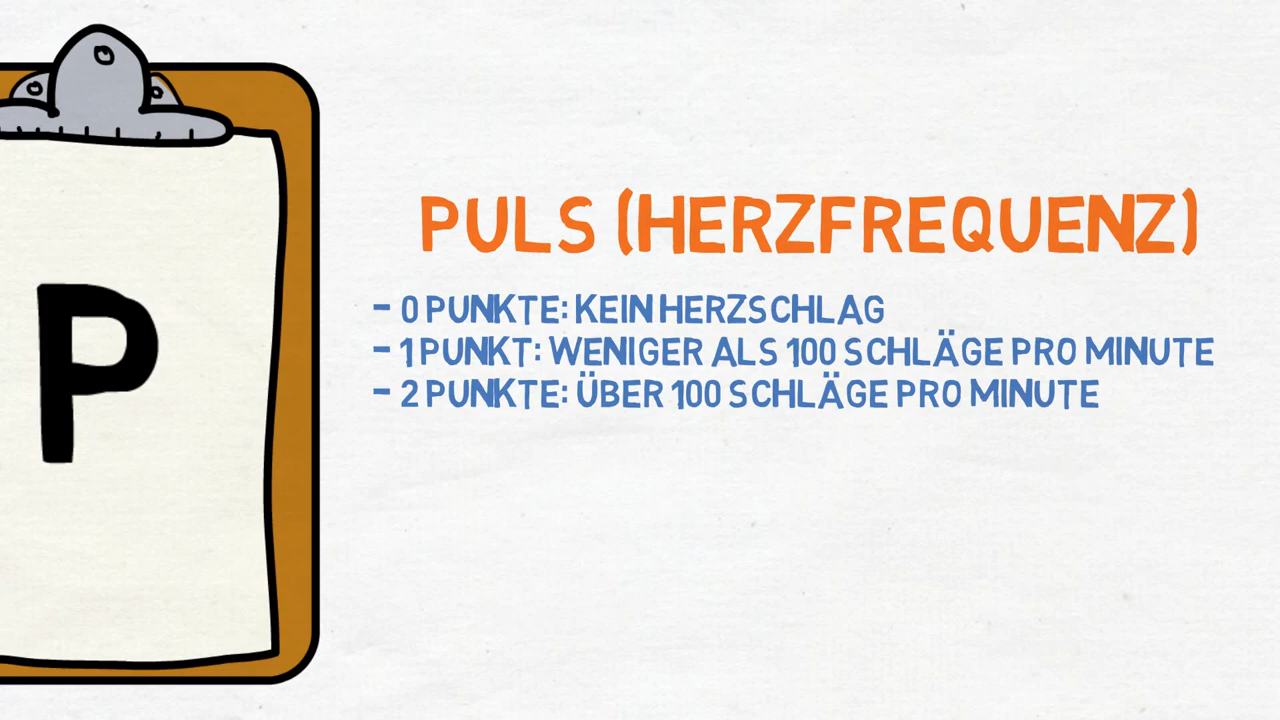 P
PULS (HERZFREQUENZ)
- 0 PUNKTE: KEIN HERZSCHLAG
- 1 PUNKT: WENIGER ALS 100 SCHLÄGE PRO MINUTE
- 2 PUNKTE: ÜBER 100 SCHLÄGE PRO MINUTE